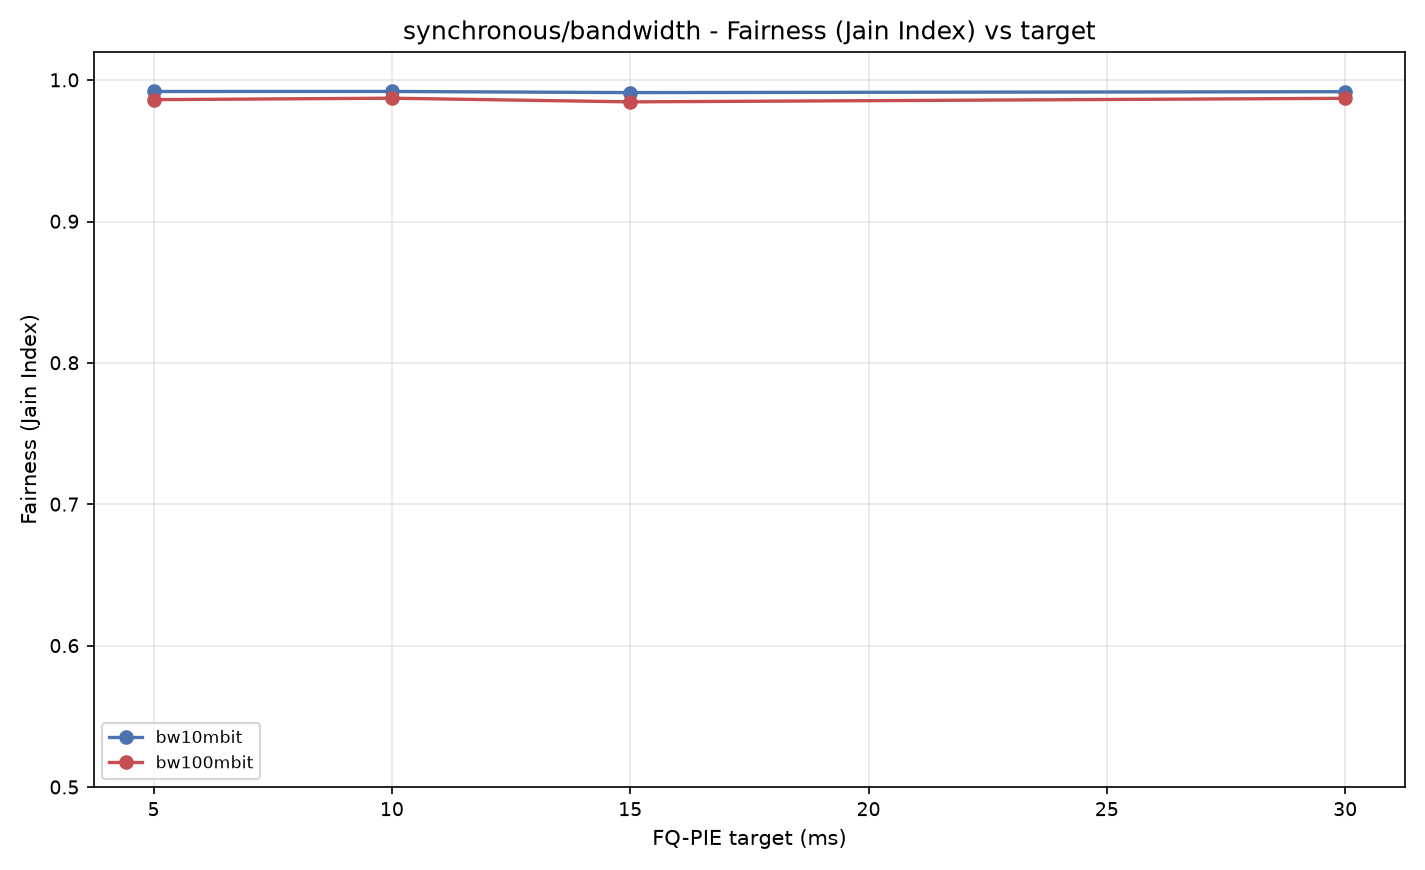 synchronous/bandwidth - Fairness (Jain Index) vs target
Fairness (Jain Index)
1.0
0.9
0.8
0.7
0.6
0.5
bw10mbit
bw100mbit
5 10 15 20 25 30
FQ-PIE target (ms)